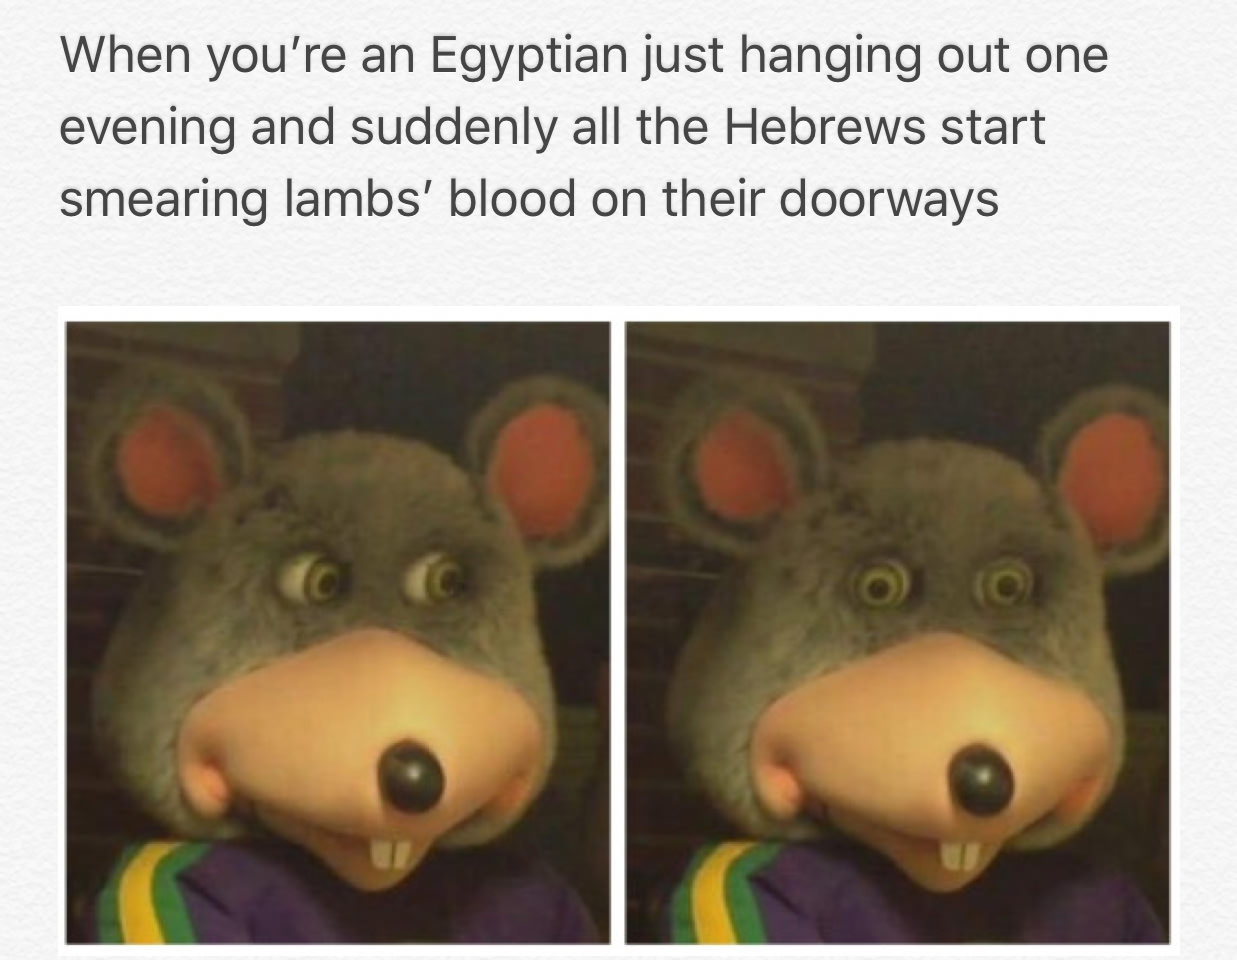 When you’re an Egyptian just hanging out one
evening and suddenly all the Hebrews start
smearing lambs’ blood on their doorways